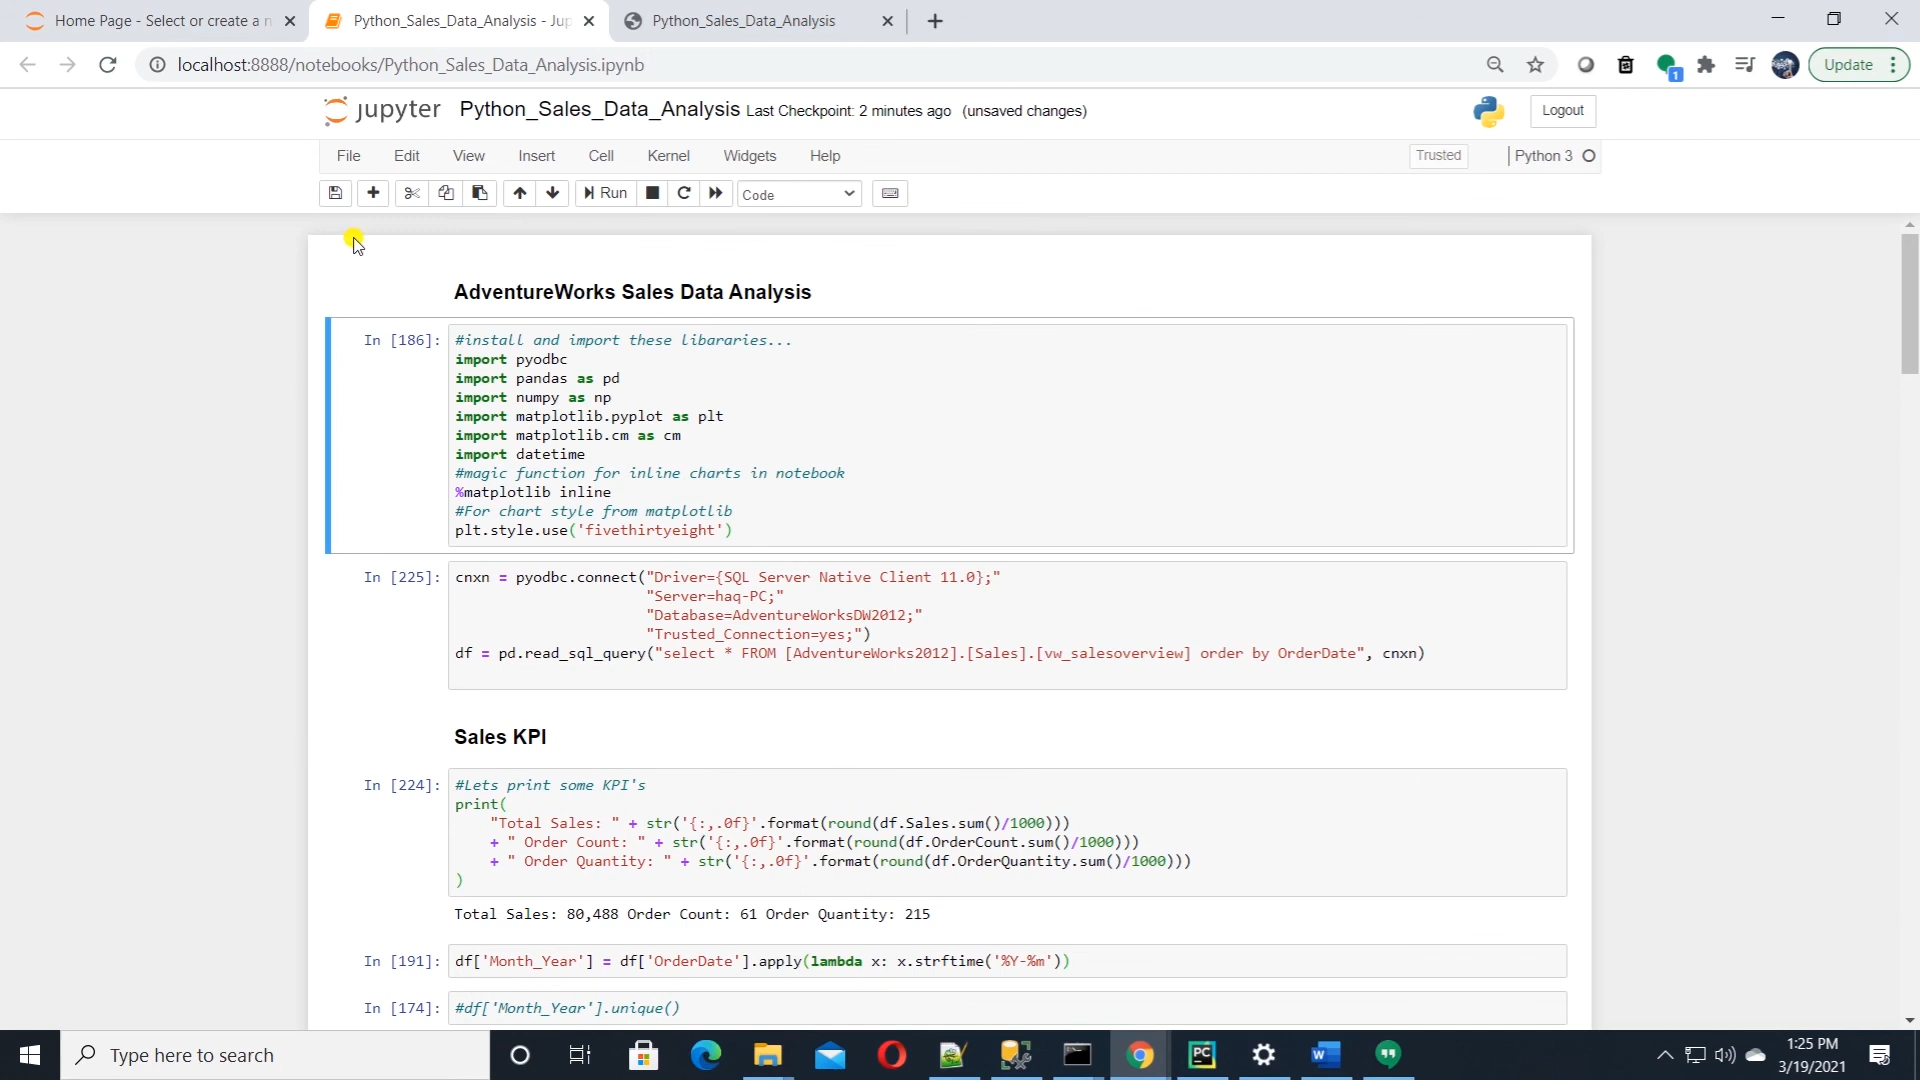 Home Page - Select or create a n
Python_Sales_Data_Analysis - Jup
Python_Sales_Data_Analysis
localhost:8888/notebooks/Python_Sales_Data_Analysis.ipynb
1
Update
jupyter Python_Sales_Data_Analysis Last Checkpoint: 2 minutes ago (unsaved changes)
Logout
File Edit View Insert Cell Kernel Widgets Help
Trusted
Python 3
Run
Code
AdventureWorks Sales Data Analysis
In [186]:
#install and import these libararies...
import pyodbc
import pandas as pd
import numpy as np
import matplotlib.pyplot as plt
import matplotlib.cm as cm
import datetime
#magic function for inline charts in notebook
%matplotlib inline
#For chart style from matplotlib
plt.style.use('fivethirtyeight')
In [225]:
cnxn = pyodbc.connect("Driver={SQL Server Native Client 11.0};"
"Server=haq-PC;"
"Database=AdventureWorksDW2012;"
"Trusted_Connection=yes;")
df = pd.read_sql_query("select * FROM [AdventureWorks2012].[Sales].[vw_salesoverview] order by OrderDate", cnxn)
Sales KPI
In [224]:
#Lets print some KPI's
print(
"Total Sales: " + str('{:,.0f}'.format(round(df.Sales.sum()/1000)))
+ " Order Count: " + str('{:,.0f}'.format(round(df.OrderCount.sum()/1000)))
+ " Order Quantity: " + str('{:,.0f}'.format(round(df.OrderQuantity.sum()/1000)))
)
Total Sales: 80,488 Order Count: 61 Order Quantity: 215
In [191]:
df['Month_Year'] = df['OrderDate'].apply(lambda x: x.strftime('%Y-%m'))
In [174]:
#df['Month_Year'].unique()
Type here to search
PC
W
1:25 PM
3/19/2021